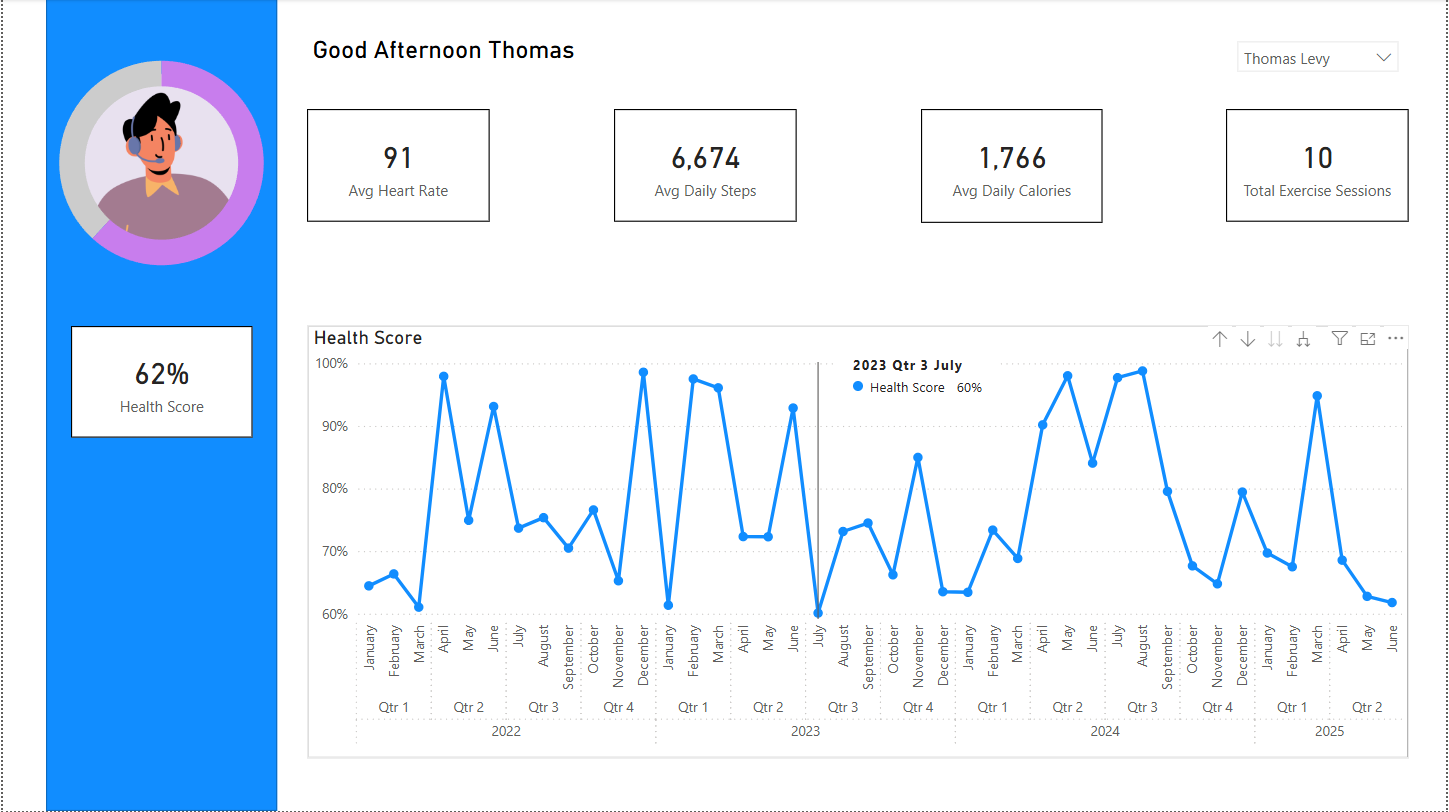 Good Afternoon Thomas
Thomas Levy
91
Avg Heart Rate
6,674
Avg Daily Steps
1,766
Avg Daily Calories
10
Total Exercise Sessions
62%
Health Score
Health Score
2023 Qtr 3 July
Health Score 60%
100%
90%
80%
70%
60%
January February March April May June July August September October November December January February March April May June July August September October November December January February March April May June July August September October November December January February March April May June
Qtr 1 Qtr 2 Qtr 3 Qtr 4 Qtr 1 Qtr 2 Qtr 3 Qtr 4 Qtr 1 Qtr 2 Qtr 3 Qtr 4 Qtr 1 Qtr 2
2022 2023 2024 2025